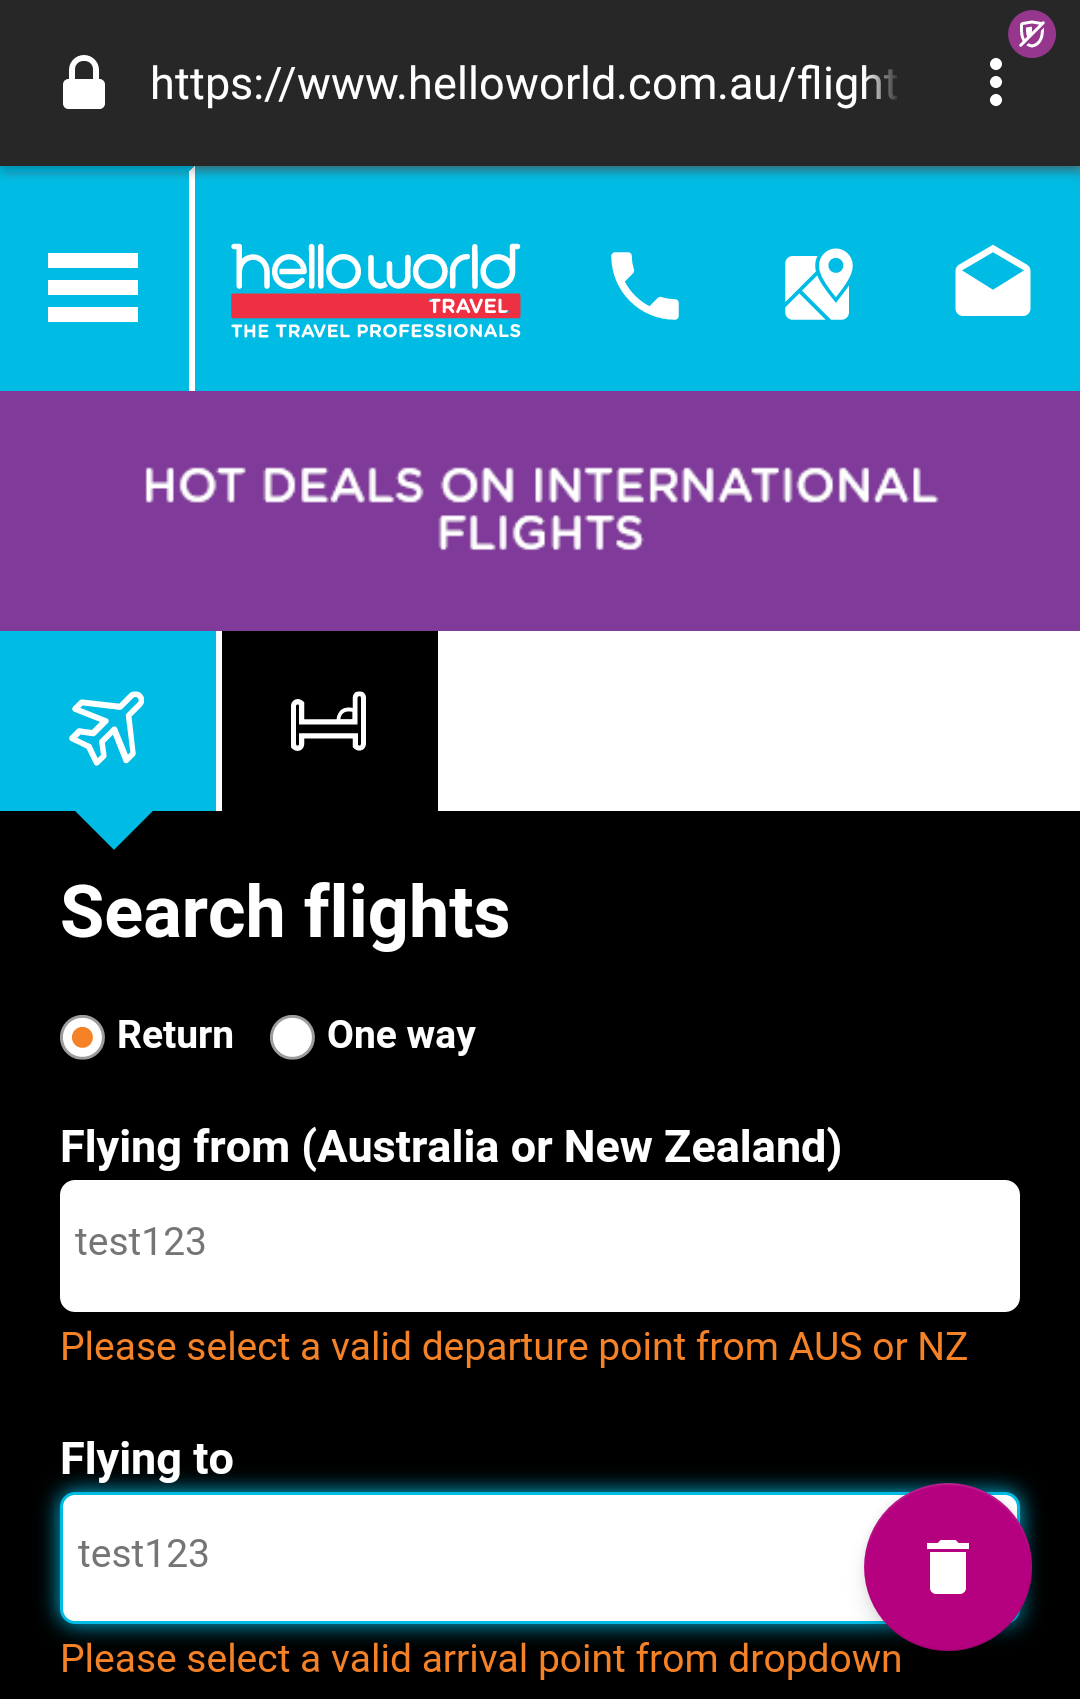 https://www.helloworld.com.au/flight
helloworld
TRAVEL
THE TRAVEL PROFESSIONALS
HOT DEALS ON INTERNATIONAL
FLIGHTS
Search flights
Return One way
Flying from (Australia or New Zealand)
test123
Please select a valid departure point from AUS or NZ
Flying to
test123
Please select a valid arrival point from dropdown